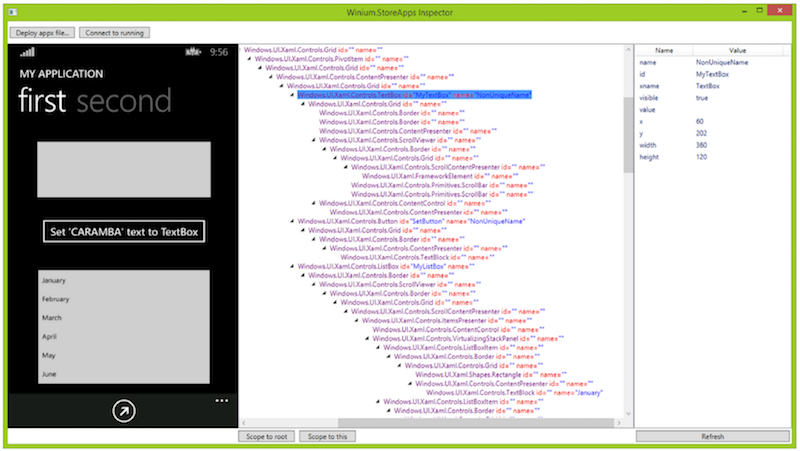 Winium.StoreApps Inspector
Deploy appx file... Connect to running
9:56
MY APPLICATION
first second
Set 'CARAMBA' text to TextBox
January
February
March
April
May
June
Windows.UI.Xaml.Controls.Grid id="" name=""
Windows.UI.Xaml.Controls.PivotItem id="" name=""
Windows.UI.Xaml.Controls.Grid id="" name=""
Windows.UI.Xaml.Controls.ContentPresenter id="" name=""
Windows.UI.Xaml.Controls.Grid id="" name=""
Windows.UI.Xaml.Controls.TextBox id="MyTextBox" name="NonUniqueName"
Windows.UI.Xaml.Controls.Grid id="" name=""
Windows.UI.Xaml.Controls.Border id="" name=""
Windows.UI.Xaml.Controls.Border id="" name=""
Windows.UI.Xaml.Controls.ContentPresenter id="" name=""
Windows.UI.Xaml.Controls.ScrollViewer id="" name=""
Windows.UI.Xaml.Controls.Border id="" name=""
Windows.UI.Xaml.Controls.Grid id="" name=""
Windows.UI.Xaml.Controls.ScrollContentPresenter id="" name=""
Windows.UI.Xaml.FrameworkElement id="" name=""
Windows.UI.Xaml.Controls.Primitives.ScrollBar id="" name=""
Windows.UI.Xaml.Controls.Primitives.ScrollBar id="" name=""
Windows.UI.Xaml.Controls.ContentControl id="" name=""
Windows.UI.Xaml.Controls.ContentPresenter id="" name=""
Windows.UI.Xaml.Controls.Button id="SetButton" name="NonUniqueName"
Windows.UI.Xaml.Controls.Grid id="" name=""
Windows.UI.Xaml.Controls.Border id="" name=""
Windows.UI.Xaml.Controls.ContentPresenter id="" name=""
Windows.UI.Xaml.Controls.TextBlock id="" name=""
Windows.UI.Xaml.Controls.ListBox id="MyListBox" name=""
Windows.UI.Xaml.Controls.Border id="" name=""
Windows.UI.Xaml.Controls.ScrollViewer id="" name=""
Windows.UI.Xaml.Controls.Border id="" name=""
Windows.UI.Xaml.Controls.Grid id="" name=""
Windows.UI.Xaml.Controls.ScrollContentPresenter id="" name=""
Windows.UI.Xaml.Controls.ItemsPresenter id="" name=""
Windows.UI.Xaml.Controls.ContentControl id="" name=""
Windows.UI.Xaml.Controls.VirtualizingStackPanel id="" name=""
Windows.UI.Xaml.Controls.ListBoxItem id="" name=""
Windows.UI.Xaml.Controls.Border id="" name=""
Windows.UI.Xaml.Controls.Grid id="" name=""
Windows.UI.Xaml.Shapes.Rectangle id="" name=""
Windows.UI.Xaml.Controls.ContentPresenter id="" name=""
Windows.UI.Xaml.Controls.TextBlock id="" name="January"
Windows.UI.Xaml.Controls.ListBoxItem id="" name=""
Windows.UI.Xaml.Controls.Border id="" name=""
Name Value
name NonUniqueName
id MyTextBox
xname TextBox
visible true
value
x 60
y 202
width 360
height 120
Scope to root Scope to this Refresh